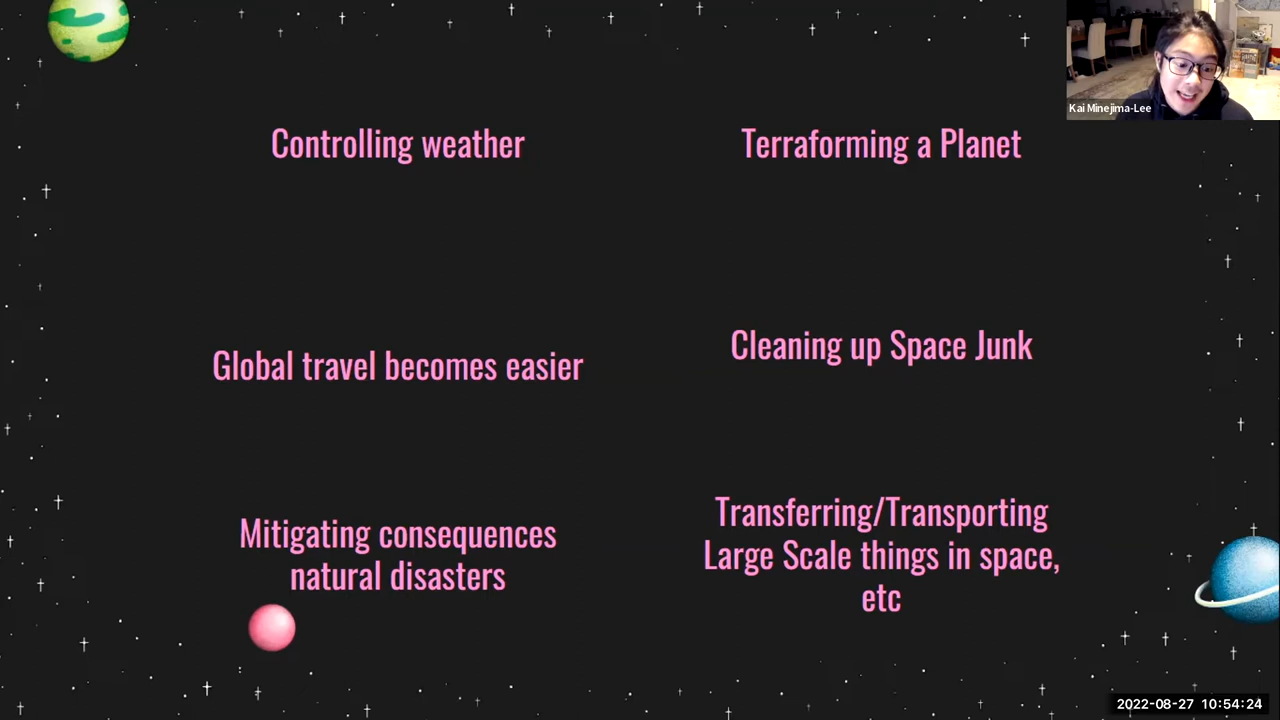 Kai Minejima-Lee
Controlling weather
Terraforming a Planet
Global travel becomes easier
Cleaning up Space Junk
Mitigating consequences
natural disasters
Transferring/Transporting
Large Scale things in space,
etc
2022-08-27 10:54:24